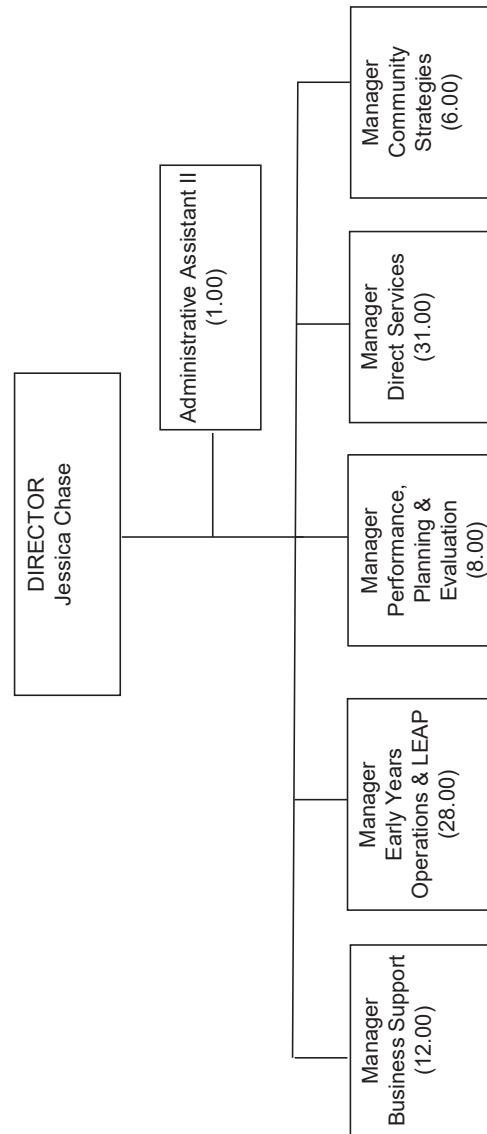 DIRECTOR
Jessica Chase
Administrative Assistant II
(1.00)
Manager
Business Support
(12.00)
Manager
Early Years
Operations & LEAP
(28.00)
Manager
Performance,
Planning &
Evaluation
(8.00)
Manager
Direct Services
(31.00)
Manager
Community
Strategies
(6.00)